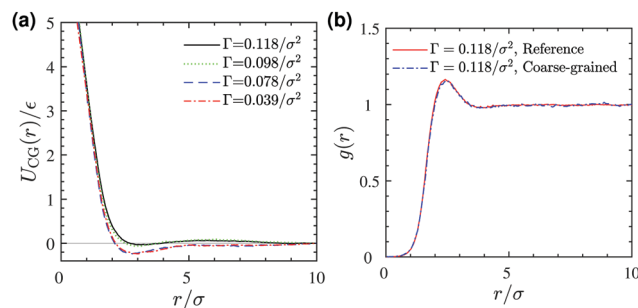 (a)
5
4
3
2
1
0
U_CG(r)/ϵ
Γ=0.118/σ²
Γ=0.098/σ²
Γ=0.078/σ²
Γ=0.039/σ²
0 5 10
r/σ
(b)
1.5
1
0.5
0
g(r)
Γ = 0.118/σ², Reference
Γ = 0.118/σ², Coarse-grained
0 5 10
r/σ